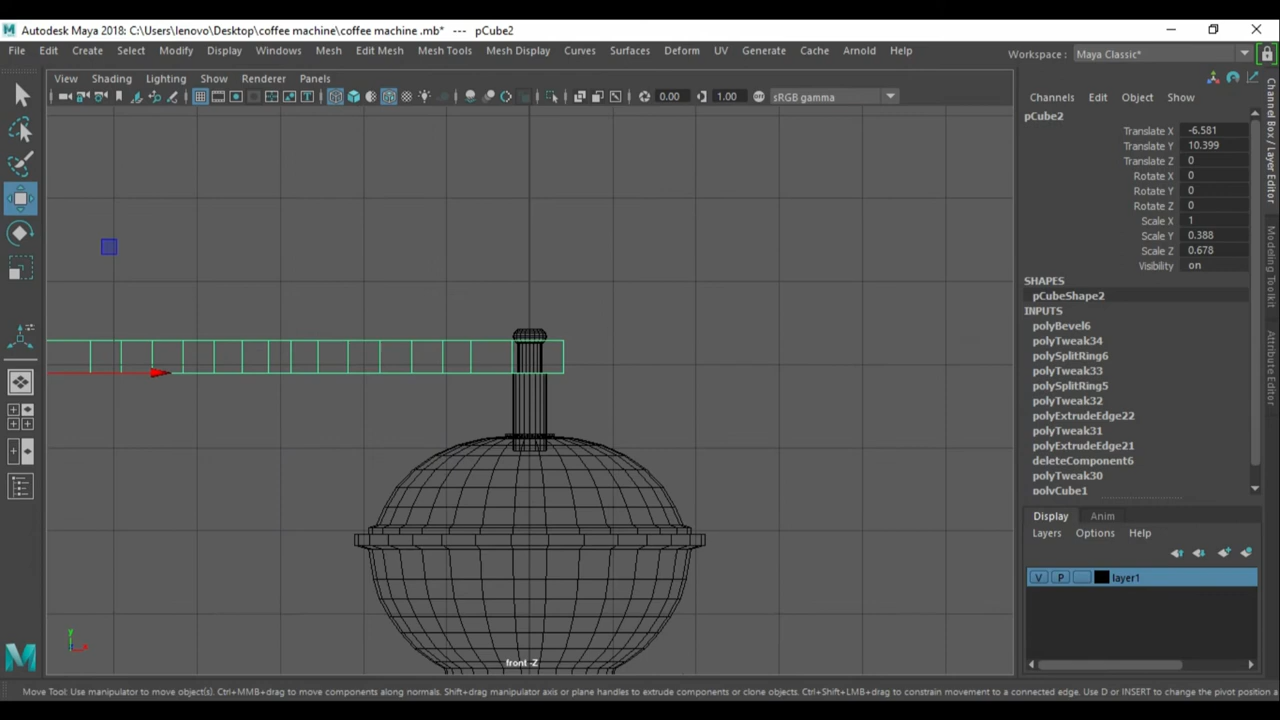 Autodesk Maya 2018: C:\Users\lenovo\Desktop\coffee machine\coffee machine .mb* --- pCube2
File Edit Create Select Modify Display Windows Mesh Edit Mesh Mesh Tools Mesh Display Curves Surfaces Deform UV Generate Cache Arnold Help
Workspace : Maya Classic*
View Shading Lighting Show Renderer Panels
0.00 1.00 sRGB gamma
Channels Edit Object Show
pCube2
Translate X -6.581
Translate Y 10.399
Translate Z 0
Rotate X 0
Rotate Y 0
Rotate Z 0
Scale X 1
Scale Y 0.388
Scale Z 0.678
Visibility on
SHAPES
pCubeShape2
INPUTS
polyBevel6
polyTweak34
polySplitRing6
polyTweak33
polySplitRing5
polyTweak32
polyExtrudeEdge22
polyTweak31
polyExtrudeEdge21
deleteComponent6
polyTweak30
polyCube1
Display Anim
Layers Options Help
V P layer1
Channel Box / Layer Editor
Modeling Toolkit
Attribute Editor
y
x
front -Z
Move Tool: Use manipulator to move object(s). Ctrl+MMB+drag to move components along normals. Shift+drag manipulator axis or plane handles to extrude components or clone objects. Ctrl+Shift+LMB+drag to constrain movement to a connected edge. Use D or INSERT to change the pivot position a